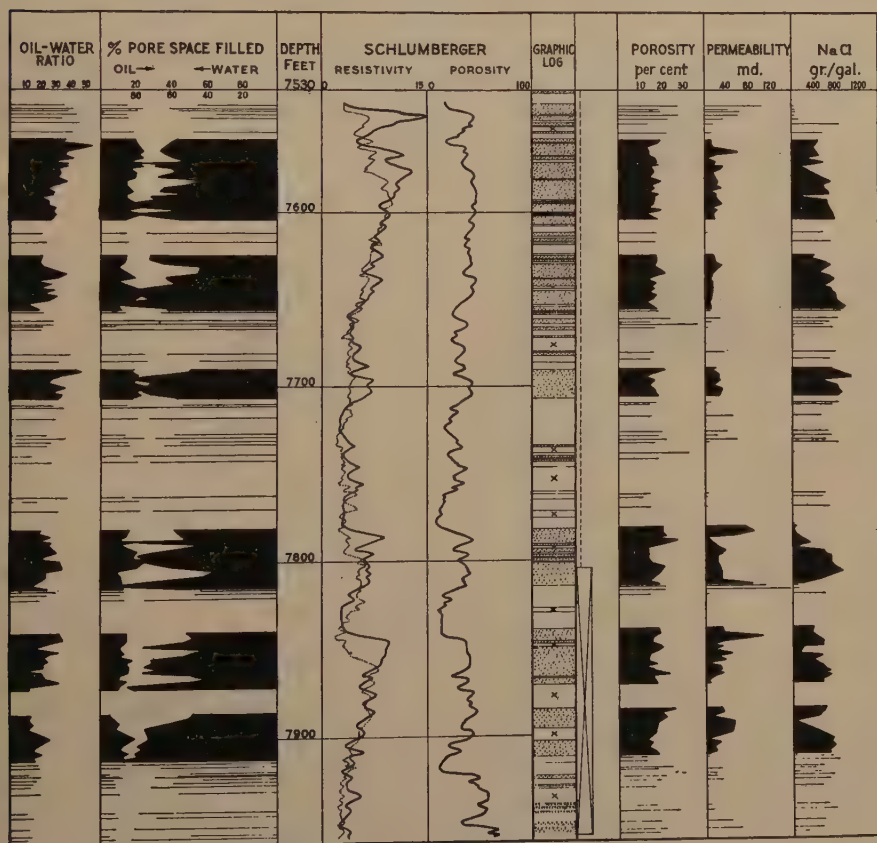 OIL-WATER
RATIO
10 20 30 40 50
% PORE SPACE FILLED
OIL→ ←WATER
20 40 60 80
80 60 40 20
DEPTH
FEET
7530
SCHLUMBERGER
RESISTIVITY POROSITY
0 15 0 100
GRAPHIC
LOG
POROSITY
per cent
10 20 30
PERMEABILITY
md.
40 80 120
NaCl
gr./gal.
400 800 1200
7600
7700
7800
7900